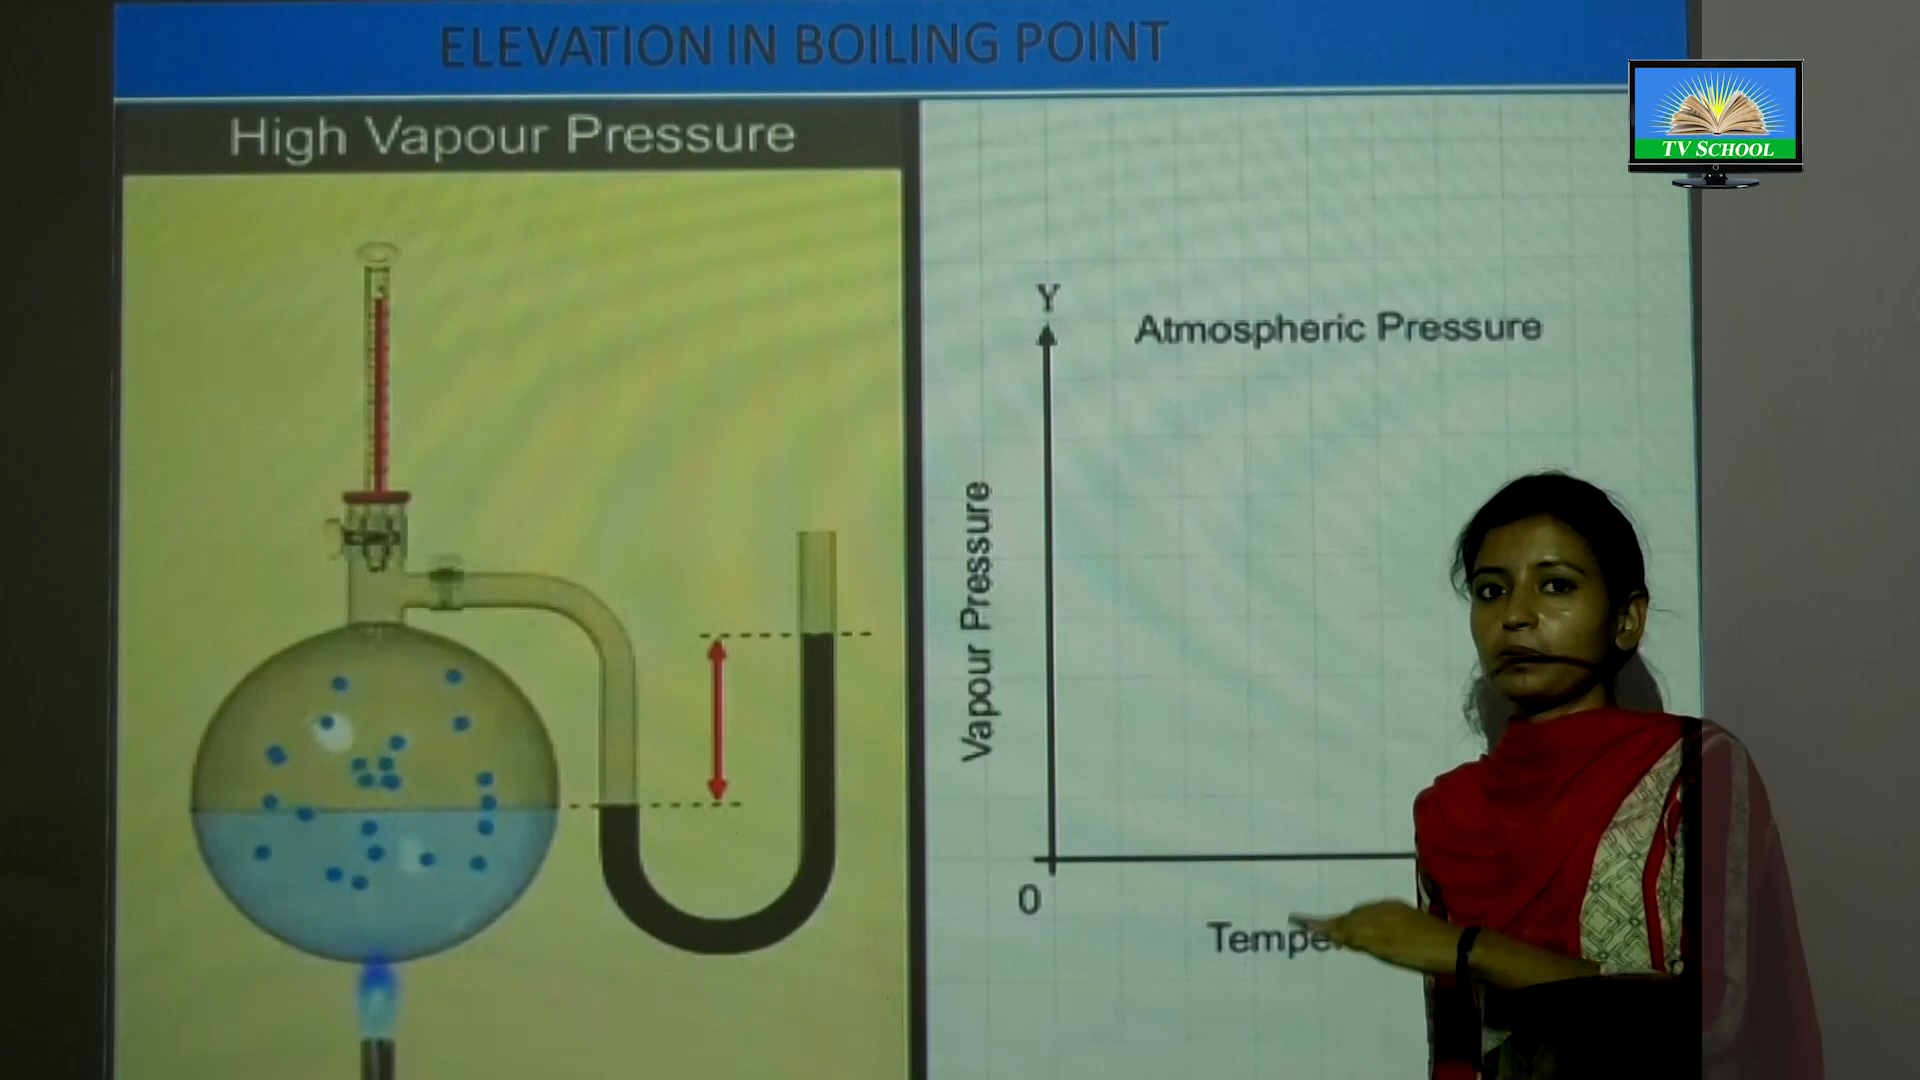 ELEVATION IN BOILING POINT
High Vapour Pressure
TV SCHOOL
Y
Atmospheric Pressure
Vapour Pressure
0
Tempe